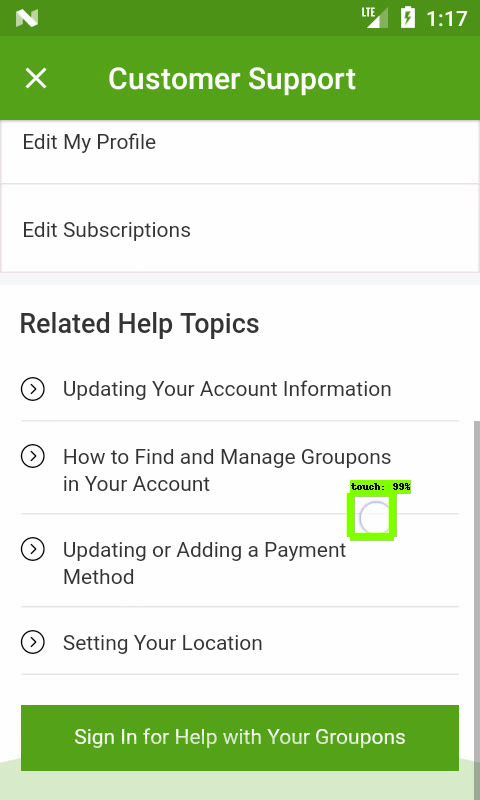 LTE 1:17
Customer Support
Edit My Profile
Edit Subscriptions
Related Help Topics
Updating Your Account Information
How to Find and Manage Groupons
in Your Account
touch: 99%
Updating or Adding a Payment
Method
Setting Your Location
Sign In for Help with Your Groupons